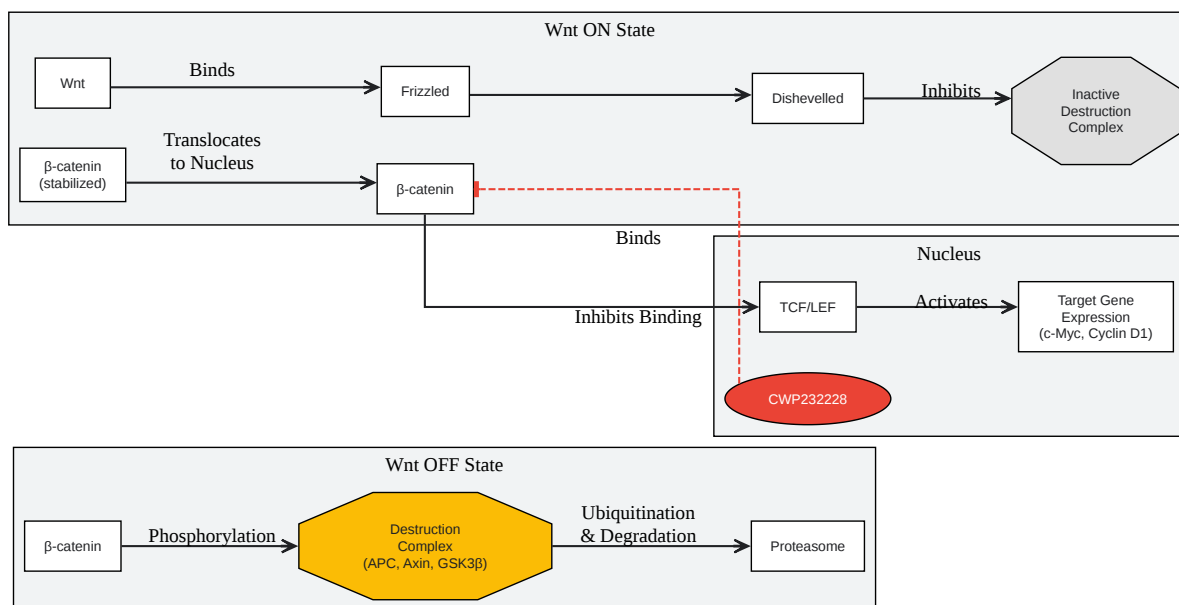 Wnt ON State
Wnt
Binds
Frizzled
Dishevelled
Inhibits
Inactive
Destruction
Complex
β-catenin
(stabilized)
Translocates
to Nucleus
β-catenin
Binds
Nucleus
Inhibits Binding
TCF/LEF
Activates
Target Gene
Expression
(c-Myc, Cyclin D1)
CWP232228
Wnt OFF State
β-catenin
Phosphorylation
Destruction
Complex
(APC, Axin, GSK3β)
Ubiquitination
& Degradation
Proteasome